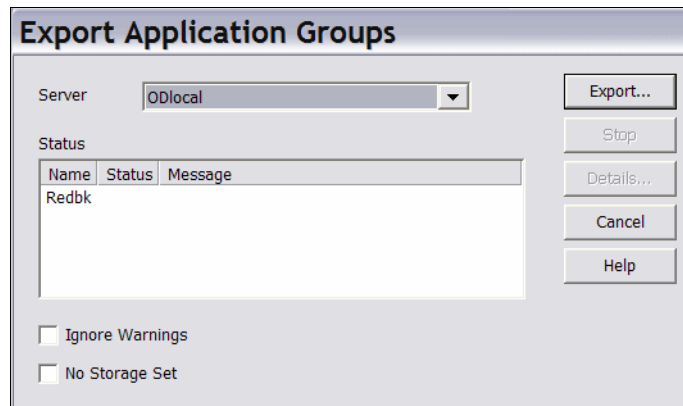 Export Application Groups
Server
ODlocal
Export...
Status
Stop
Name Status Message
Details...
Redbk
Cancel
Help
Ignore Warnings
No Storage Set